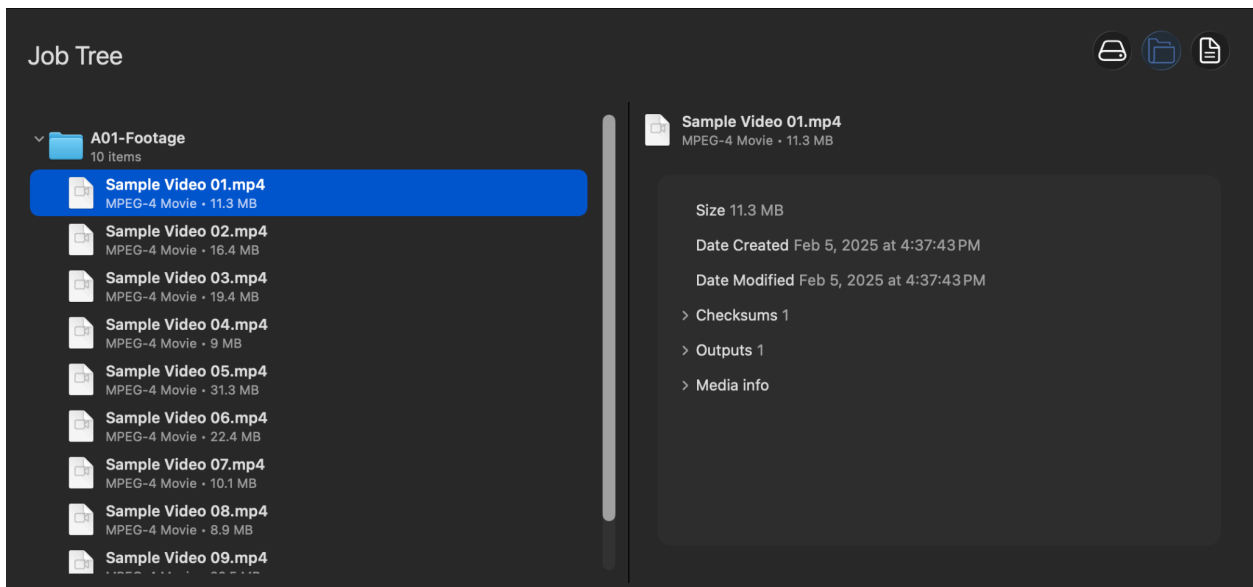 Job Tree
A01-Footage
10 items
Sample Video 01.mp4
MPEG-4 Movie • 11.3 MB
Sample Video 02.mp4
MPEG-4 Movie • 16.4 MB
Sample Video 03.mp4
MPEG-4 Movie • 19.4 MB
Sample Video 04.mp4
MPEG-4 Movie • 9 MB
Sample Video 05.mp4
MPEG-4 Movie • 31.3 MB
Sample Video 06.mp4
MPEG-4 Movie • 22.4 MB
Sample Video 07.mp4
MPEG-4 Movie • 10.1 MB
Sample Video 08.mp4
MPEG-4 Movie • 8.9 MB
Sample Video 09.mp4
Sample Video 01.mp4
MPEG-4 Movie • 11.3 MB
Size 11.3 MB
Date Created Feb 5, 2025 at 4:37:43 PM
Date Modified Feb 5, 2025 at 4:37:43 PM
Checksums 1
Outputs 1
Media info